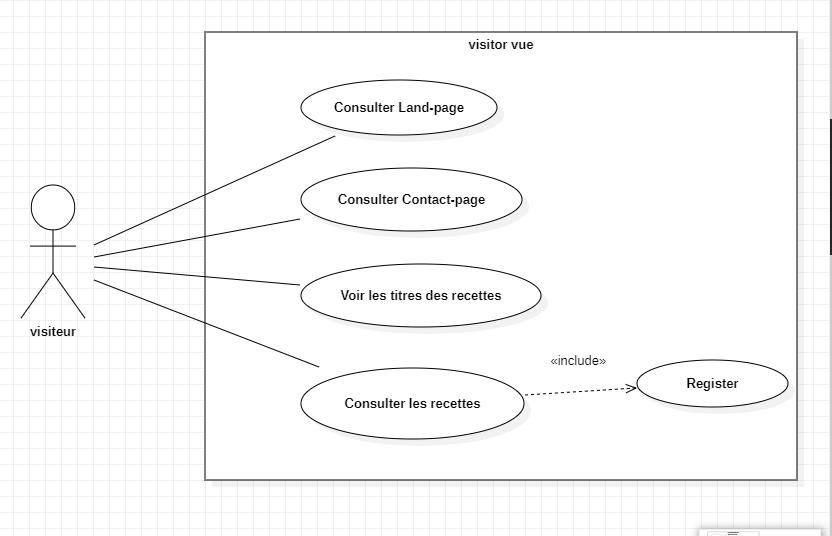 visitor vue
Consulter Land-page
Consulter Contact-page
Voir les titres des recettes
visiteur
«include»
Register
Consulter les recettes